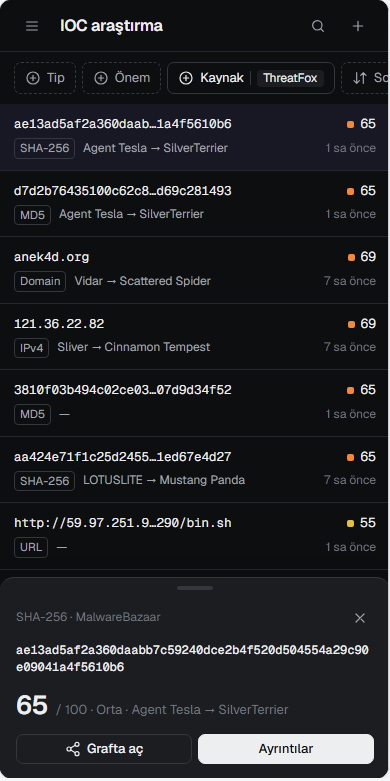 IOC araştırma
Tip
Önem
Kaynak ThreatFox
So
ae13ad5af2a360daab…1a4f5610b6 65
SHA-256 Agent Tesla → SilverTerrier 1 sa önce
d7d2b76435100c62c8…d69c281493 65
MD5 Agent Tesla → SilverTerrier 1 sa önce
anek4d.org 69
Domain Vidar → Scattered Spider 7 sa önce
121.36.22.82 69
IPv4 Sliver → Cinnamon Tempest 7 sa önce
3810f03b494c02ce03…07d9d34f52 65
MD5 — 1 sa önce
aa424e71f1c25d2455…1ed67e4d27 65
SHA-256 LOTUSLITE → Mustang Panda 7 sa önce
http://59.97.251.9…290/bin.sh 55
URL — 1 sa önce
SHA-256 · MalwareBazaar
ae13ad5af2a360daabb7c59240dce2b4f520d504554a29c90
e09041a4f5610b6
65 / 100 · Orta · Agent Tesla → SilverTerrier
Grafta aç
Ayrıntılar